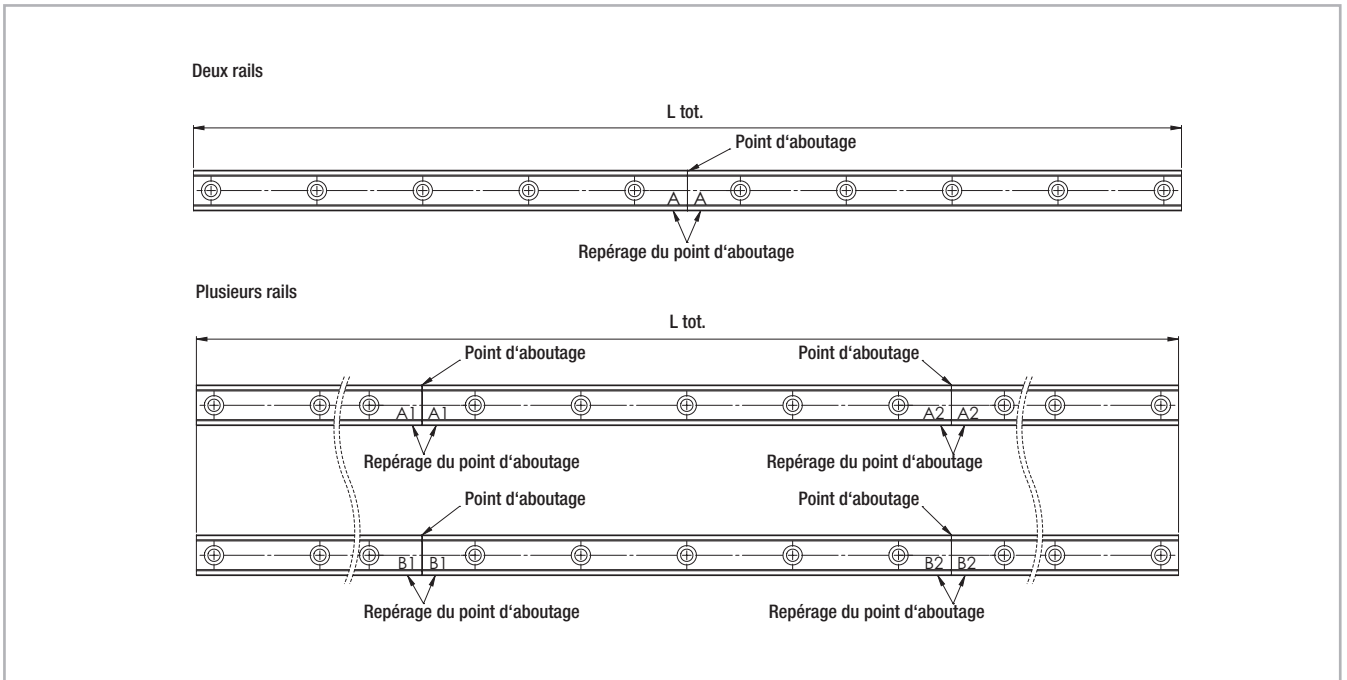 Deux rails
L tot.
Point d‘aboutage
A A
Repérage du point d‘aboutage
Plusieurs rails
L tot.
Point d‘aboutage Point d‘aboutage
A1 A1 A2 A2
Repérage du point d‘aboutage Repérage du point d‘aboutage
Point d‘aboutage Point d‘aboutage
B1 B1 B2 B2
Repérage du point d‘aboutage Repérage du point d‘aboutage